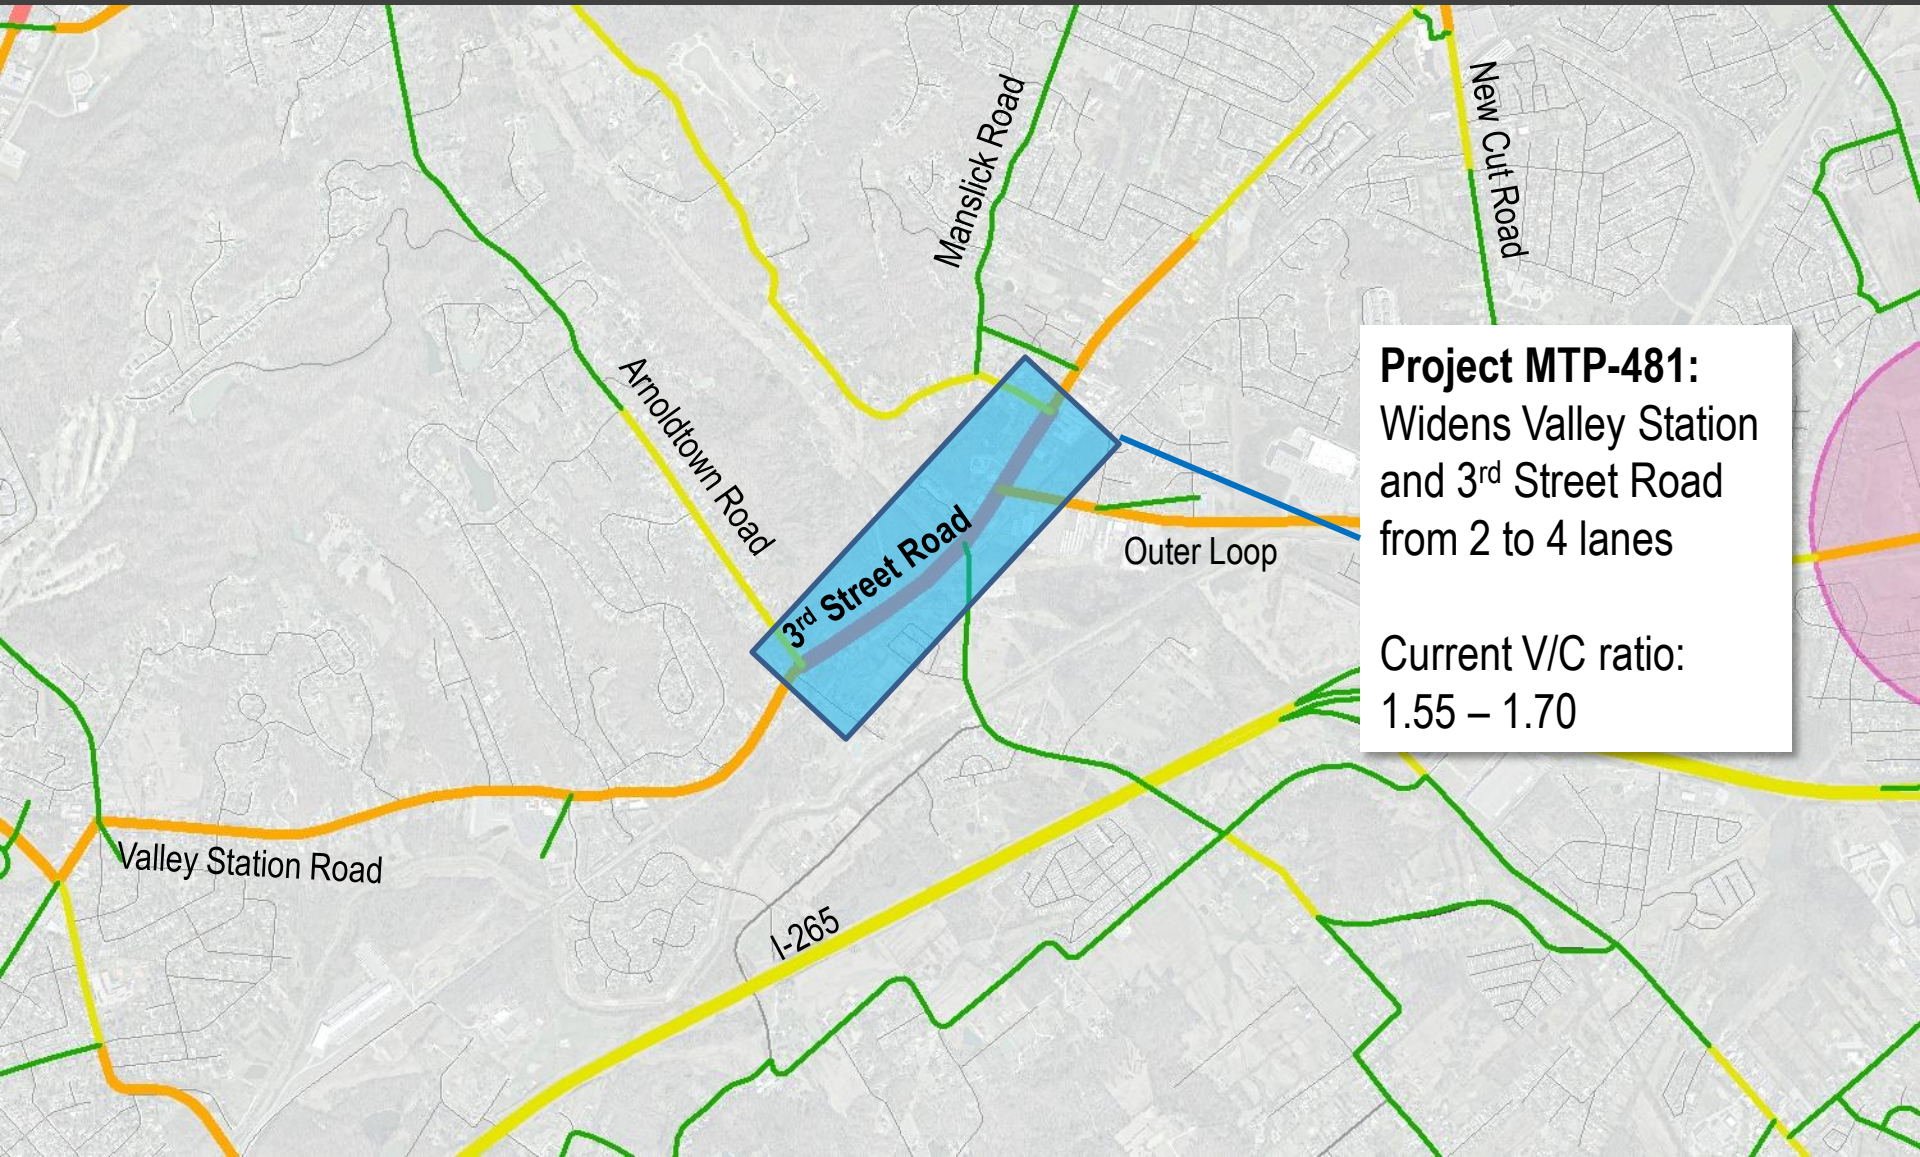 Manslick Road
New Cut Road
Arnoldtown Road
Project MTP-481:
Widens Valley Station
and 3rd Street Road
from 2 to 4 lanes
Current V/C ratio:
1.55 – 1.70
3rd Street Road
Outer Loop
Valley Station Road
I-265